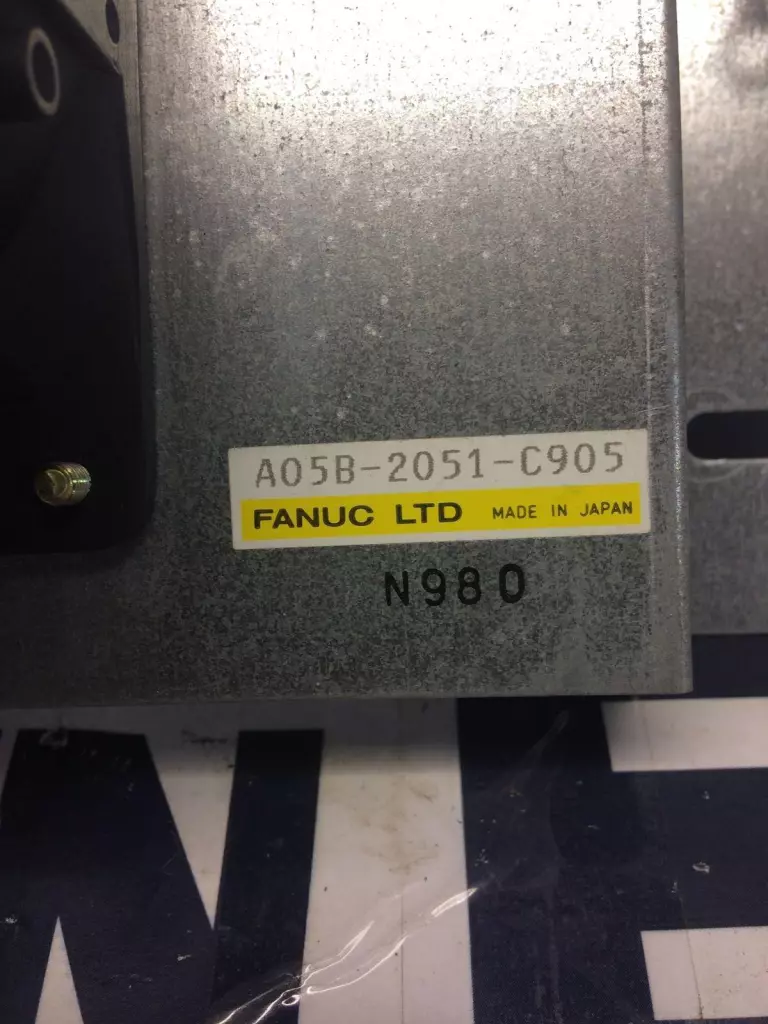 A05B-2051-C905
FANUC LTD MADE IN JAPAN
N980